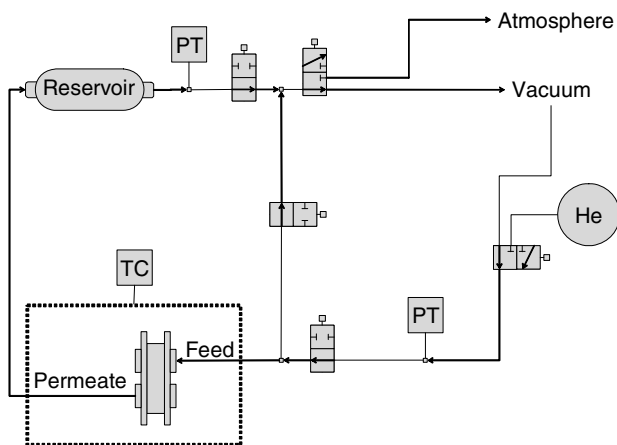 Atmosphere
PT
Reservoir
Vacuum
He
TC
PT
Feed
Permeate